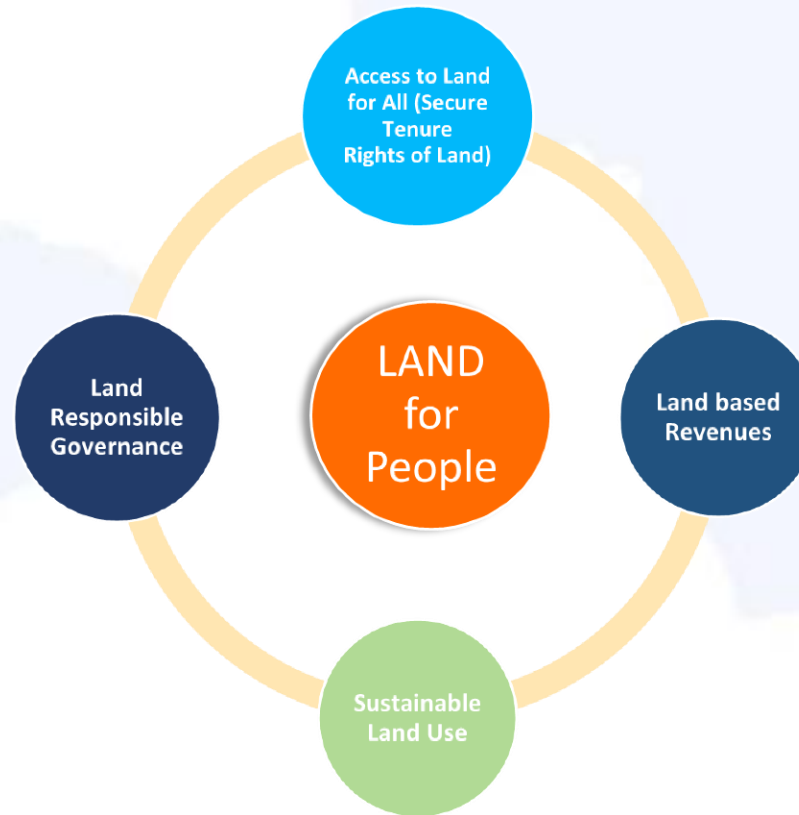 Access to Land
for All (Secure
Tenure
Rights of Land)
LAND
for
People
Land
Responsible
Governance
Land based
Revenues
Sustainable
Land Use